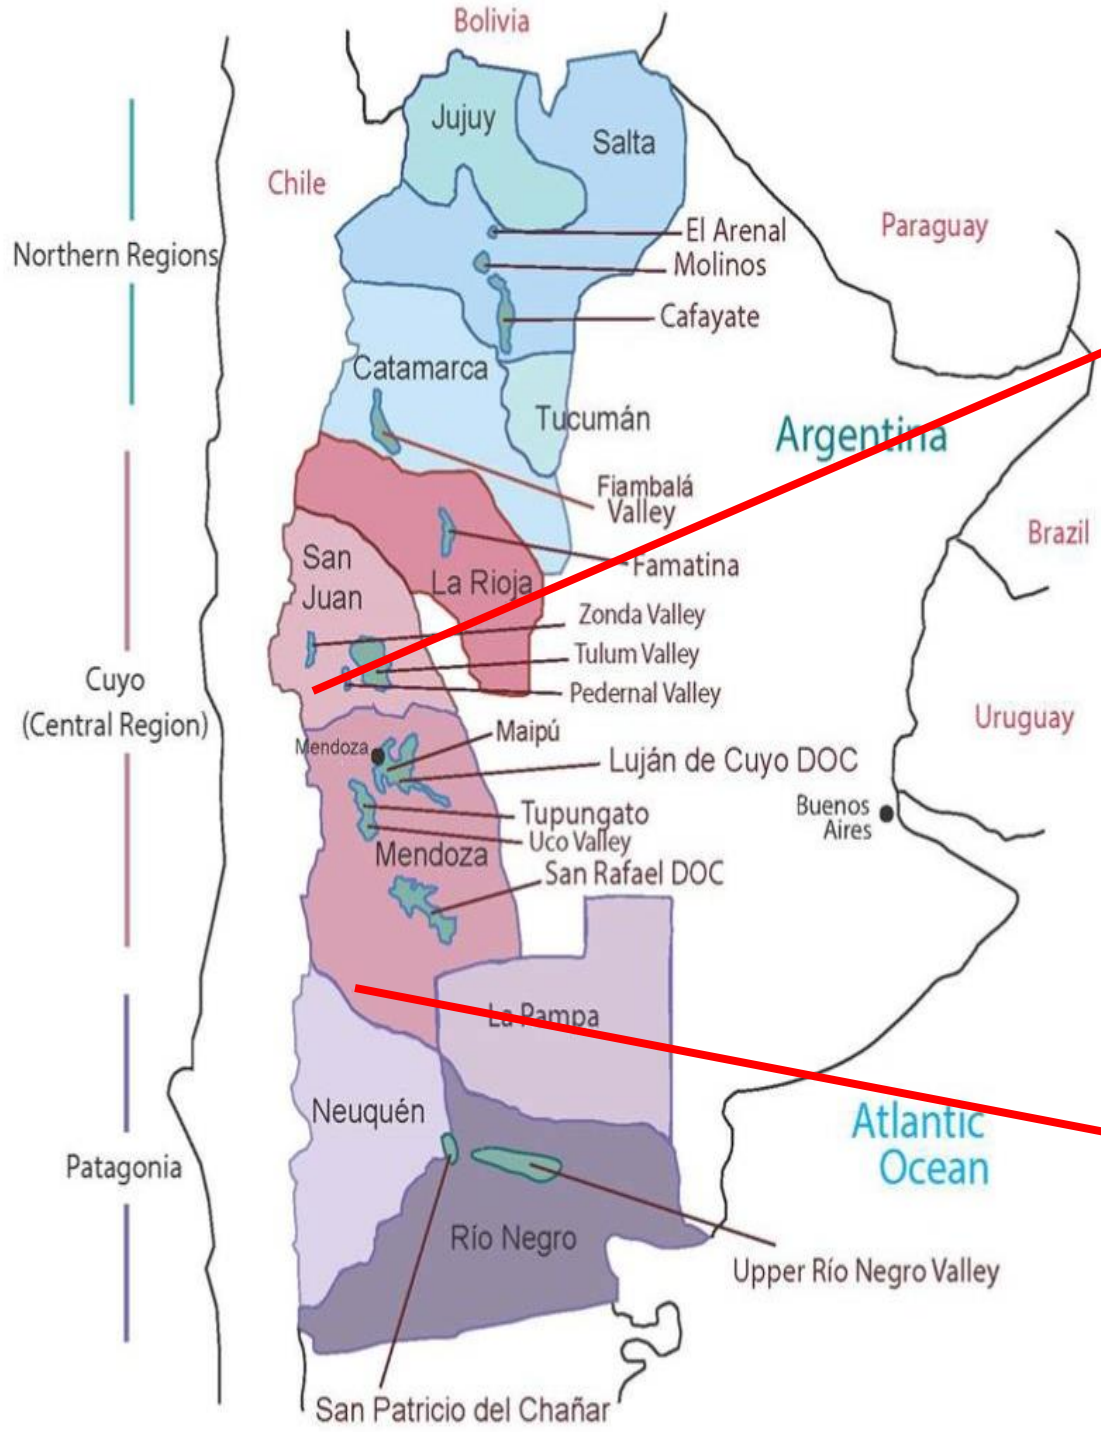 Bolivia
Jujuy
Salta
Chile
Paraguay
El Arenal
Northern Regions
Molinos
Cafayate
Catamarca
Tucumán
Argentina
Fiambalá
Valley
Brazil
San
Juan
Famatina
La Rioja
Zonda Valley
Tulum Valley
Cuyo
(Central Region)
Pedernal Valley
Uruguay
Maipú
Mendoza
Luján de Cuyo DOC
Buenos
Aires
Tupungato
Uco Valley
Mendoza
San Rafael DOC
La Pampa
Neuquén
Atlantic
Ocean
Patagonia
Río Negro
Upper Río Negro Valley
San Patricio del Chañar